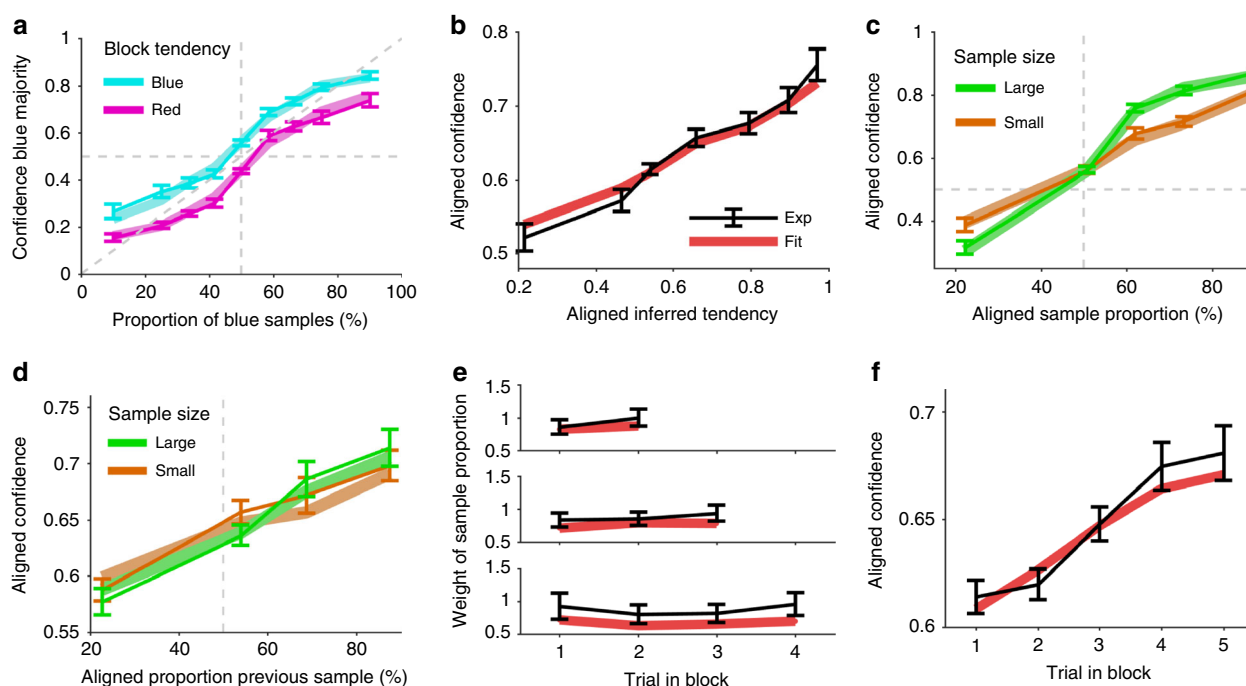 a
Block tendency
Blue
Red
Confidence blue majority
1
0.8
0.6
0.4
0.2
0
0
20
40
60
80
100
Proportion of blue samples (%)
b
Aligned confidence
0.8
0.7
0.6
0.5
Exp
Fit
0.2
0.4
0.6
0.8
1
Aligned inferred tendency
c
Sample size
Large
Small
Aligned confidence
1
0.8
0.6
0.4
20
40
60
80
Aligned sample proportion (%)
d
Sample size
Large
Small
Aligned confidence
0.75
0.7
0.65
0.6
0.55
20
40
60
80
Aligned proportion previous sample (%)
e
Weight of sample proportion
1.5
1
0.5
1.5
1
0.5
1.5
1
0.5
1
2
3
4
Trial in block
f
Aligned confidence
0.7
0.65
0.6
1
2
3
4
5
Trial in block